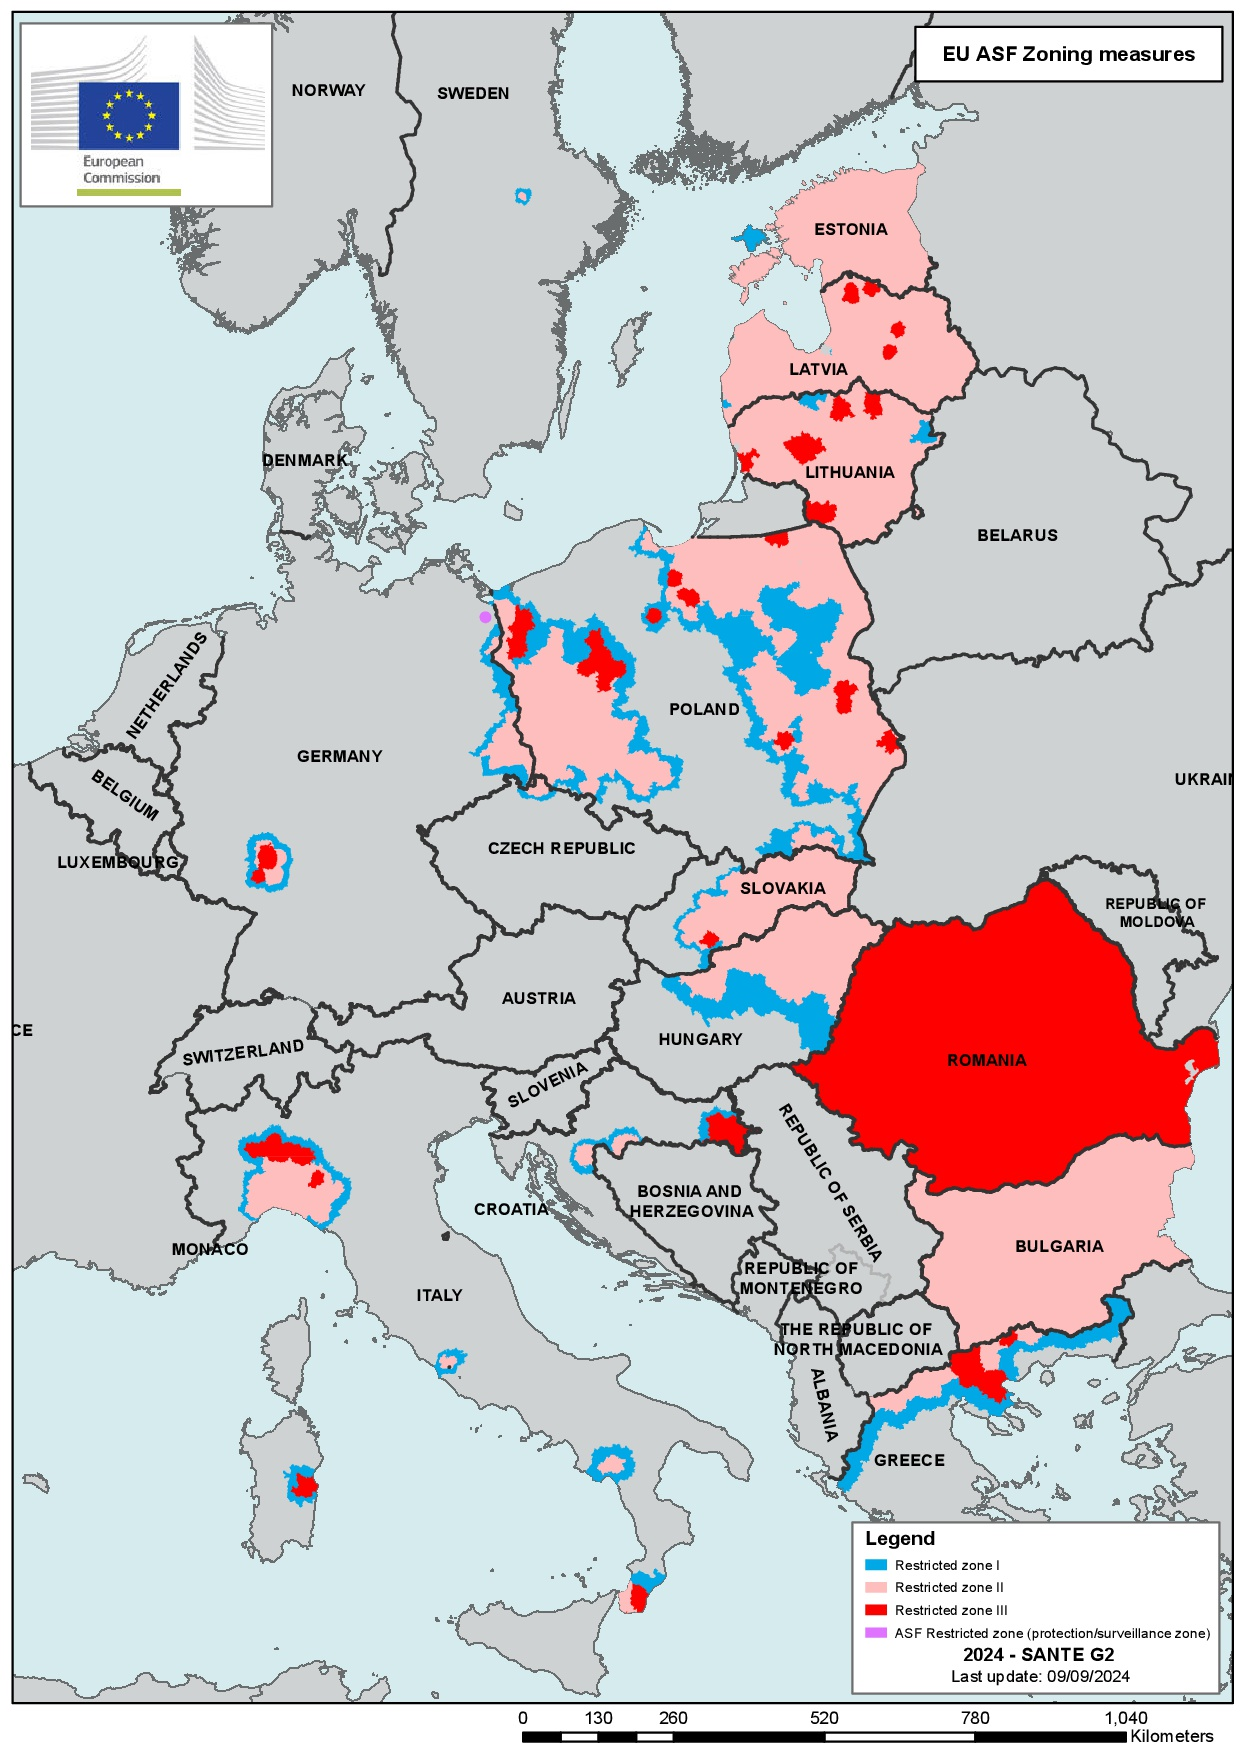 EU ASF Zoning measures
European
Commission
NORWAY
SWEDEN
ESTONIA
LATVIA
DENMARK
LITHUANIA
BELARUS
NETHERLANDS
POLAND
GERMANY
BELGIUM
UKRAI
LUXEMBOURG
CZECH REPUBLIC
SLOVAKIA
REPUBLIC OF
MOLDOVA
AUSTRIA
CE
HUNGARY
SWITZERLAND
ROMANIA
SLOVENIA
REPUBLIC OF SERBIA
BOSNIA AND
HERZEGOVINA
CROATIA
MONACO
BULGARIA
REPUBLIC OF
MONTENEGRO
ITALY
THE REPUBLIC OF
NORTH MACEDONIA
ALBANIA
GREECE
Legend
Restricted zone I
Restricted zone II
Restricted zone III
ASF Restricted zone (protection/surveillance zone)
2024 - SANTE G2
Last update: 09/09/2024
0 130 260 520 780 1,040
Kilometers